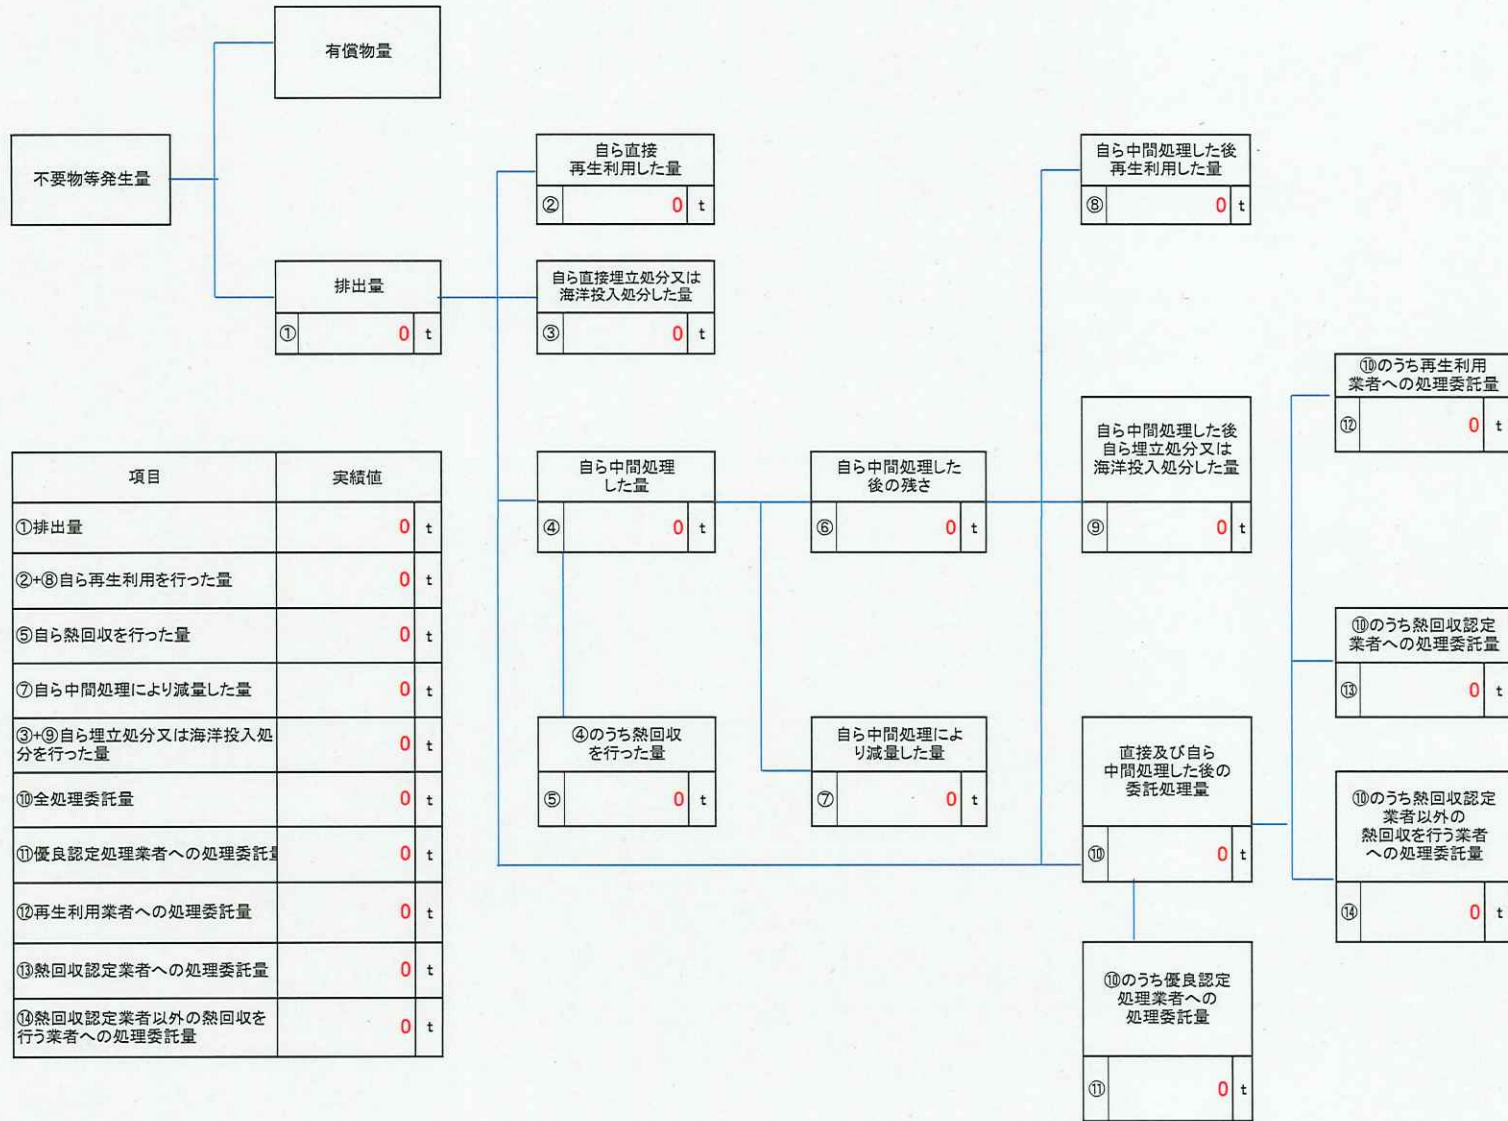 有償物量
不要物等発生量
排出量
① 0 t
自ら直接
再生利用した量
② 0 t
自ら直接埋立処分又は
海洋投入処分した量
③ 0 t
自ら中間処理
した量
④ 0 t
④のうち熱回収
を行った量
⑤ 0 t
自ら中間処理した
後の残さ
⑥ 0 t
自ら中間処理によ
り減量した量
⑦ 0 t
自ら中間処理した後
再生利用した量
⑧ 0 t
自ら中間処理した後
自ら埋立処分又は
海洋投入処分した量
⑨ 0 t
直接及び自ら
中間処理した後の
委託処理量
⑩ 0 t
⑩のうち優良認定
処理業者への
処理委託量
⑪ 0 t
⑩のうち再生利用
業者への処理委託量
⑫ 0 t
⑩のうち熱回収認定
業者への処理委託量
⑬ 0 t
⑩のうち熱回収認定
業者以外の
熱回収を行う業者
への処理委託量
⑭ 0 t
項目 実績値
①排出量 0 t
②+⑧自ら再生利用を行った量 0 t
⑤自ら熱回収を行った量 0 t
⑦自ら中間処理により減量した量 0 t
③+⑨自ら埋立処分又は海洋投入処
分を行った量 0 t
⑩全処理委託量 0 t
⑪優良認定処理業者への処理委託 0 t
⑫再生利用業者への処理委託量 0 t
⑬熱回収認定業者への処理委託量 0 t
⑭熱回収認定業者以外の熱回収を
行う業者への処理委託量 0 t